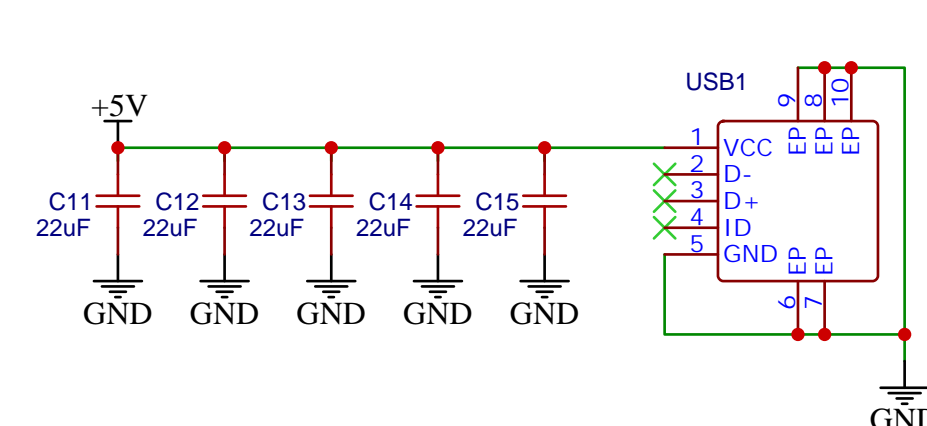 USB1
9 8 10
EP EP EP
+5V
1 VCC
2 D-
3 D+
4 ID
5 GND
EP EP
6 7
C11 C12 C13 C14 C15
22uF 22uF 22uF 22uF 22uF
GND GND GND GND GND
GND